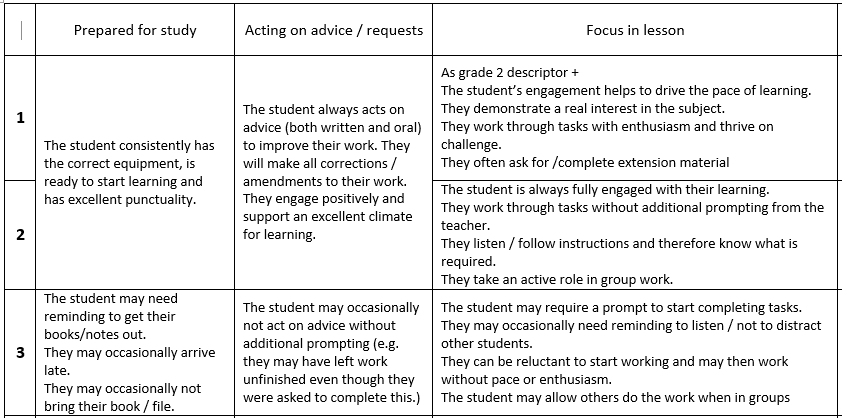 Prepared for study
Acting on advice / requests
Focus in lesson
1
The student consistently has
the correct equipment, is
ready to start learning and
has excellent punctuality.
The student always acts on
advice (both written and oral)
to improve their work. They
will make all corrections /
amendments to their work.
They engage positively and
support an excellent climate
for learning.
As grade 2 descriptor +
The student's engagement helps to drive the pace of learning.
They demonstrate a real interest in the subject.
They work through tasks with enthusiasm and thrive on
challenge.
They often ask for /complete extension material
2
The student is always fully engaged with their learning.
They work through tasks without additional prompting from the
teacher.
They listen / follow instructions and therefore know what is
required.
They take an active role in group work.
3
The student may need
reminding to get their
books/notes out.
They may occasionally arrive
late.
They may occasionally not
bring their book / file.
The student may occasionally
not act on advice without
additional prompting (e.g.
they may have left work
unfinished even though they
were asked to complete this.)
The student may require a prompt to start completing tasks.
They may occasionally need reminding to listen / not to distract
other students.
They can be reluctant to start working and may then work
without pace or enthusiasm.
The student may allow others do the work when in groups